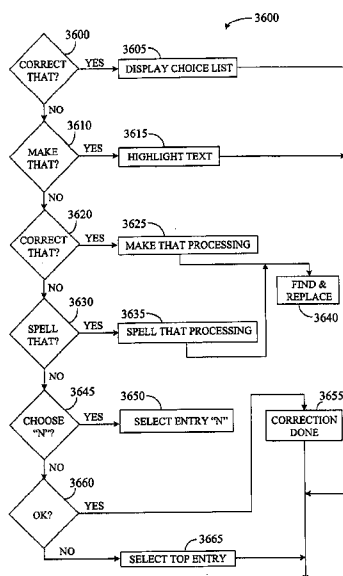 3600
3600
CORRECT
THAT?
YES
3605
DISPLAY CHOICE LIST
NO
3610
MAKE
THAT?
YES
3615
HIGHLIGHT TEXT
NO
3620
CORRECT
THAT?
YES
3625
MAKE THAT PROCESSING
FIND &
REPLACE
3640
NO
3630
SPELL
THAT?
YES
3635
SPELL THAT PROCESSING
NO
3645
CHOOSE
"N"?
YES
3650
SELECT ENTRY "N"
3655
CORRECTION
DONE
NO
3660
OK?
YES
NO
3665
SELECT TOP ENTRY